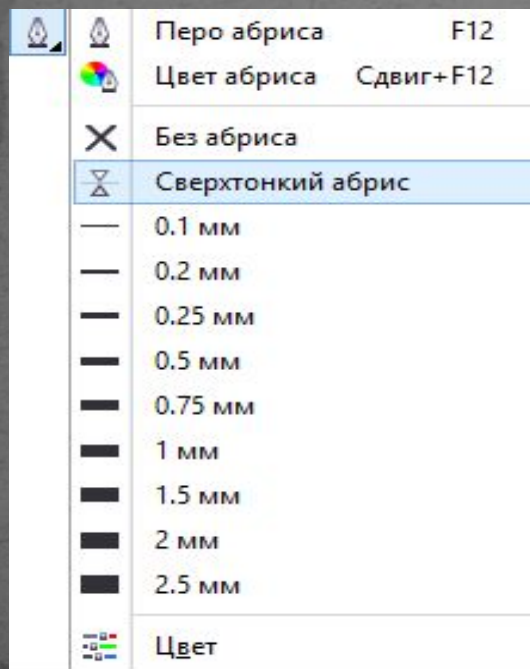 Перо абриса F12
Цвет абриса Сдвиг+F12
Без абриса
Сверхтонкий абрис
0.1 мм
0.2 мм
0.25 мм
0.5 мм
0.75 мм
1 мм
1.5 мм
2 мм
2.5 мм
Цвет